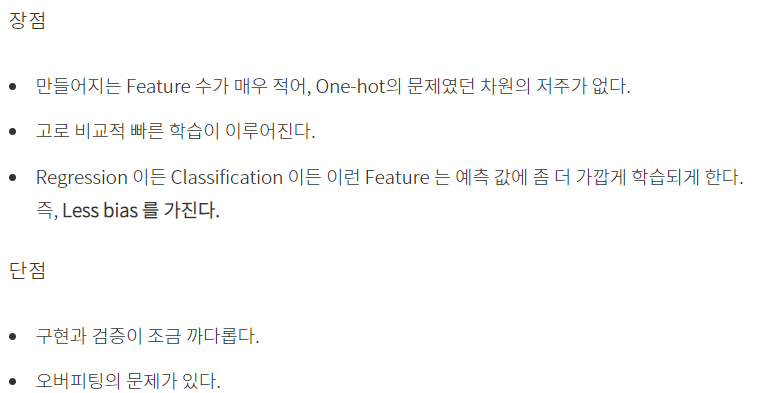 장점
만들어지는 Feature 수가 매우 적어, One-hot의 문제였던 차원의 저주가 없다.
고로 비교적 빠른 학습이 이루어진다.
Regression 이든 Classification 이든 이런 Feature 는 예측 값에 좀 더 가깝게 학습되게 한다.
즉, Less bias 를 가진다.
단점
구현과 검증이 조금 까다롭다.
오버피팅의 문제가 있다.